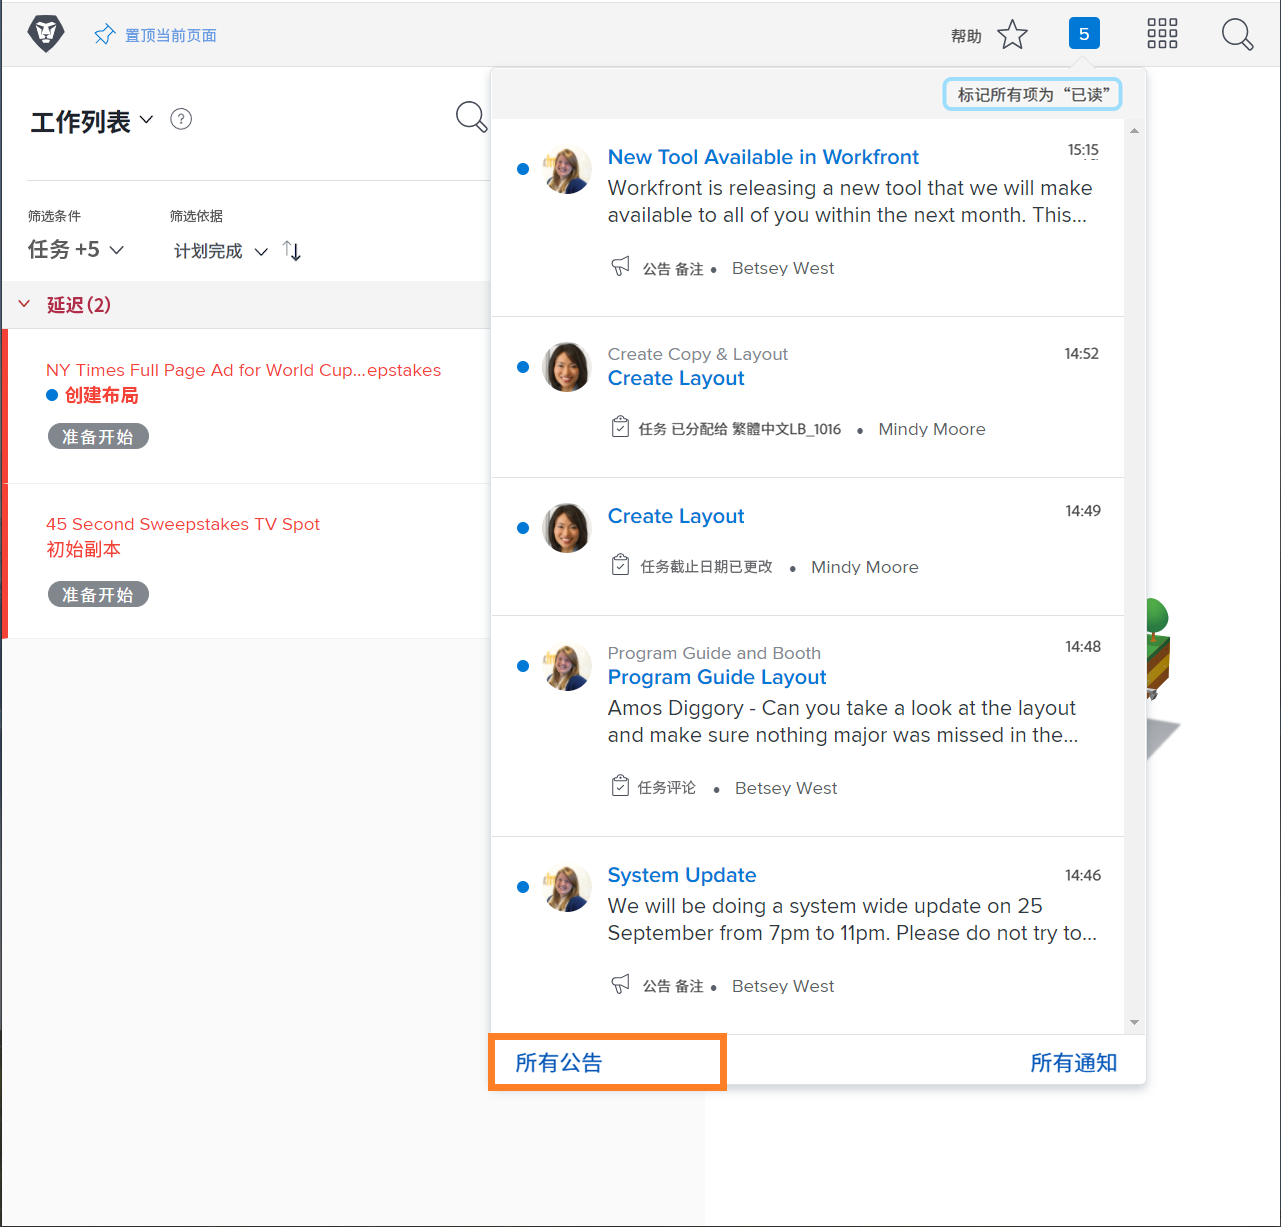 置顶当前页面
帮助
5
工作列表
?
筛选条件
筛选依据
任务 +5
计划完成
延迟 (2)
NY Times Full Page Ad for World Cup...epstakes
创建布局
准备开始
45 Second Sweepstakes TV Spot
初始副本
准备开始
标记所有项为“已读”
New Tool Available in Workfront
15:15
Workfront is releasing a new tool that we will make
available to all of you within the next month. This...
公告 备注 • Betsey West
Create Copy & Layout
14:52
Create Layout
任务 已分配给 繁體中文LB_1016 • Mindy Moore
Create Layout
14:49
任务截止日期已更改 • Mindy Moore
Program Guide and Booth
14:48
Program Guide Layout
Amos Diggory - Can you take a look at the layout
and make sure nothing major was missed in the...
任务评论 • Betsey West
System Update
14:46
We will be doing a system wide update on 25
September from 7pm to 11pm. Please do not try to...
公告 备注 • Betsey West
所有公告
所有通知